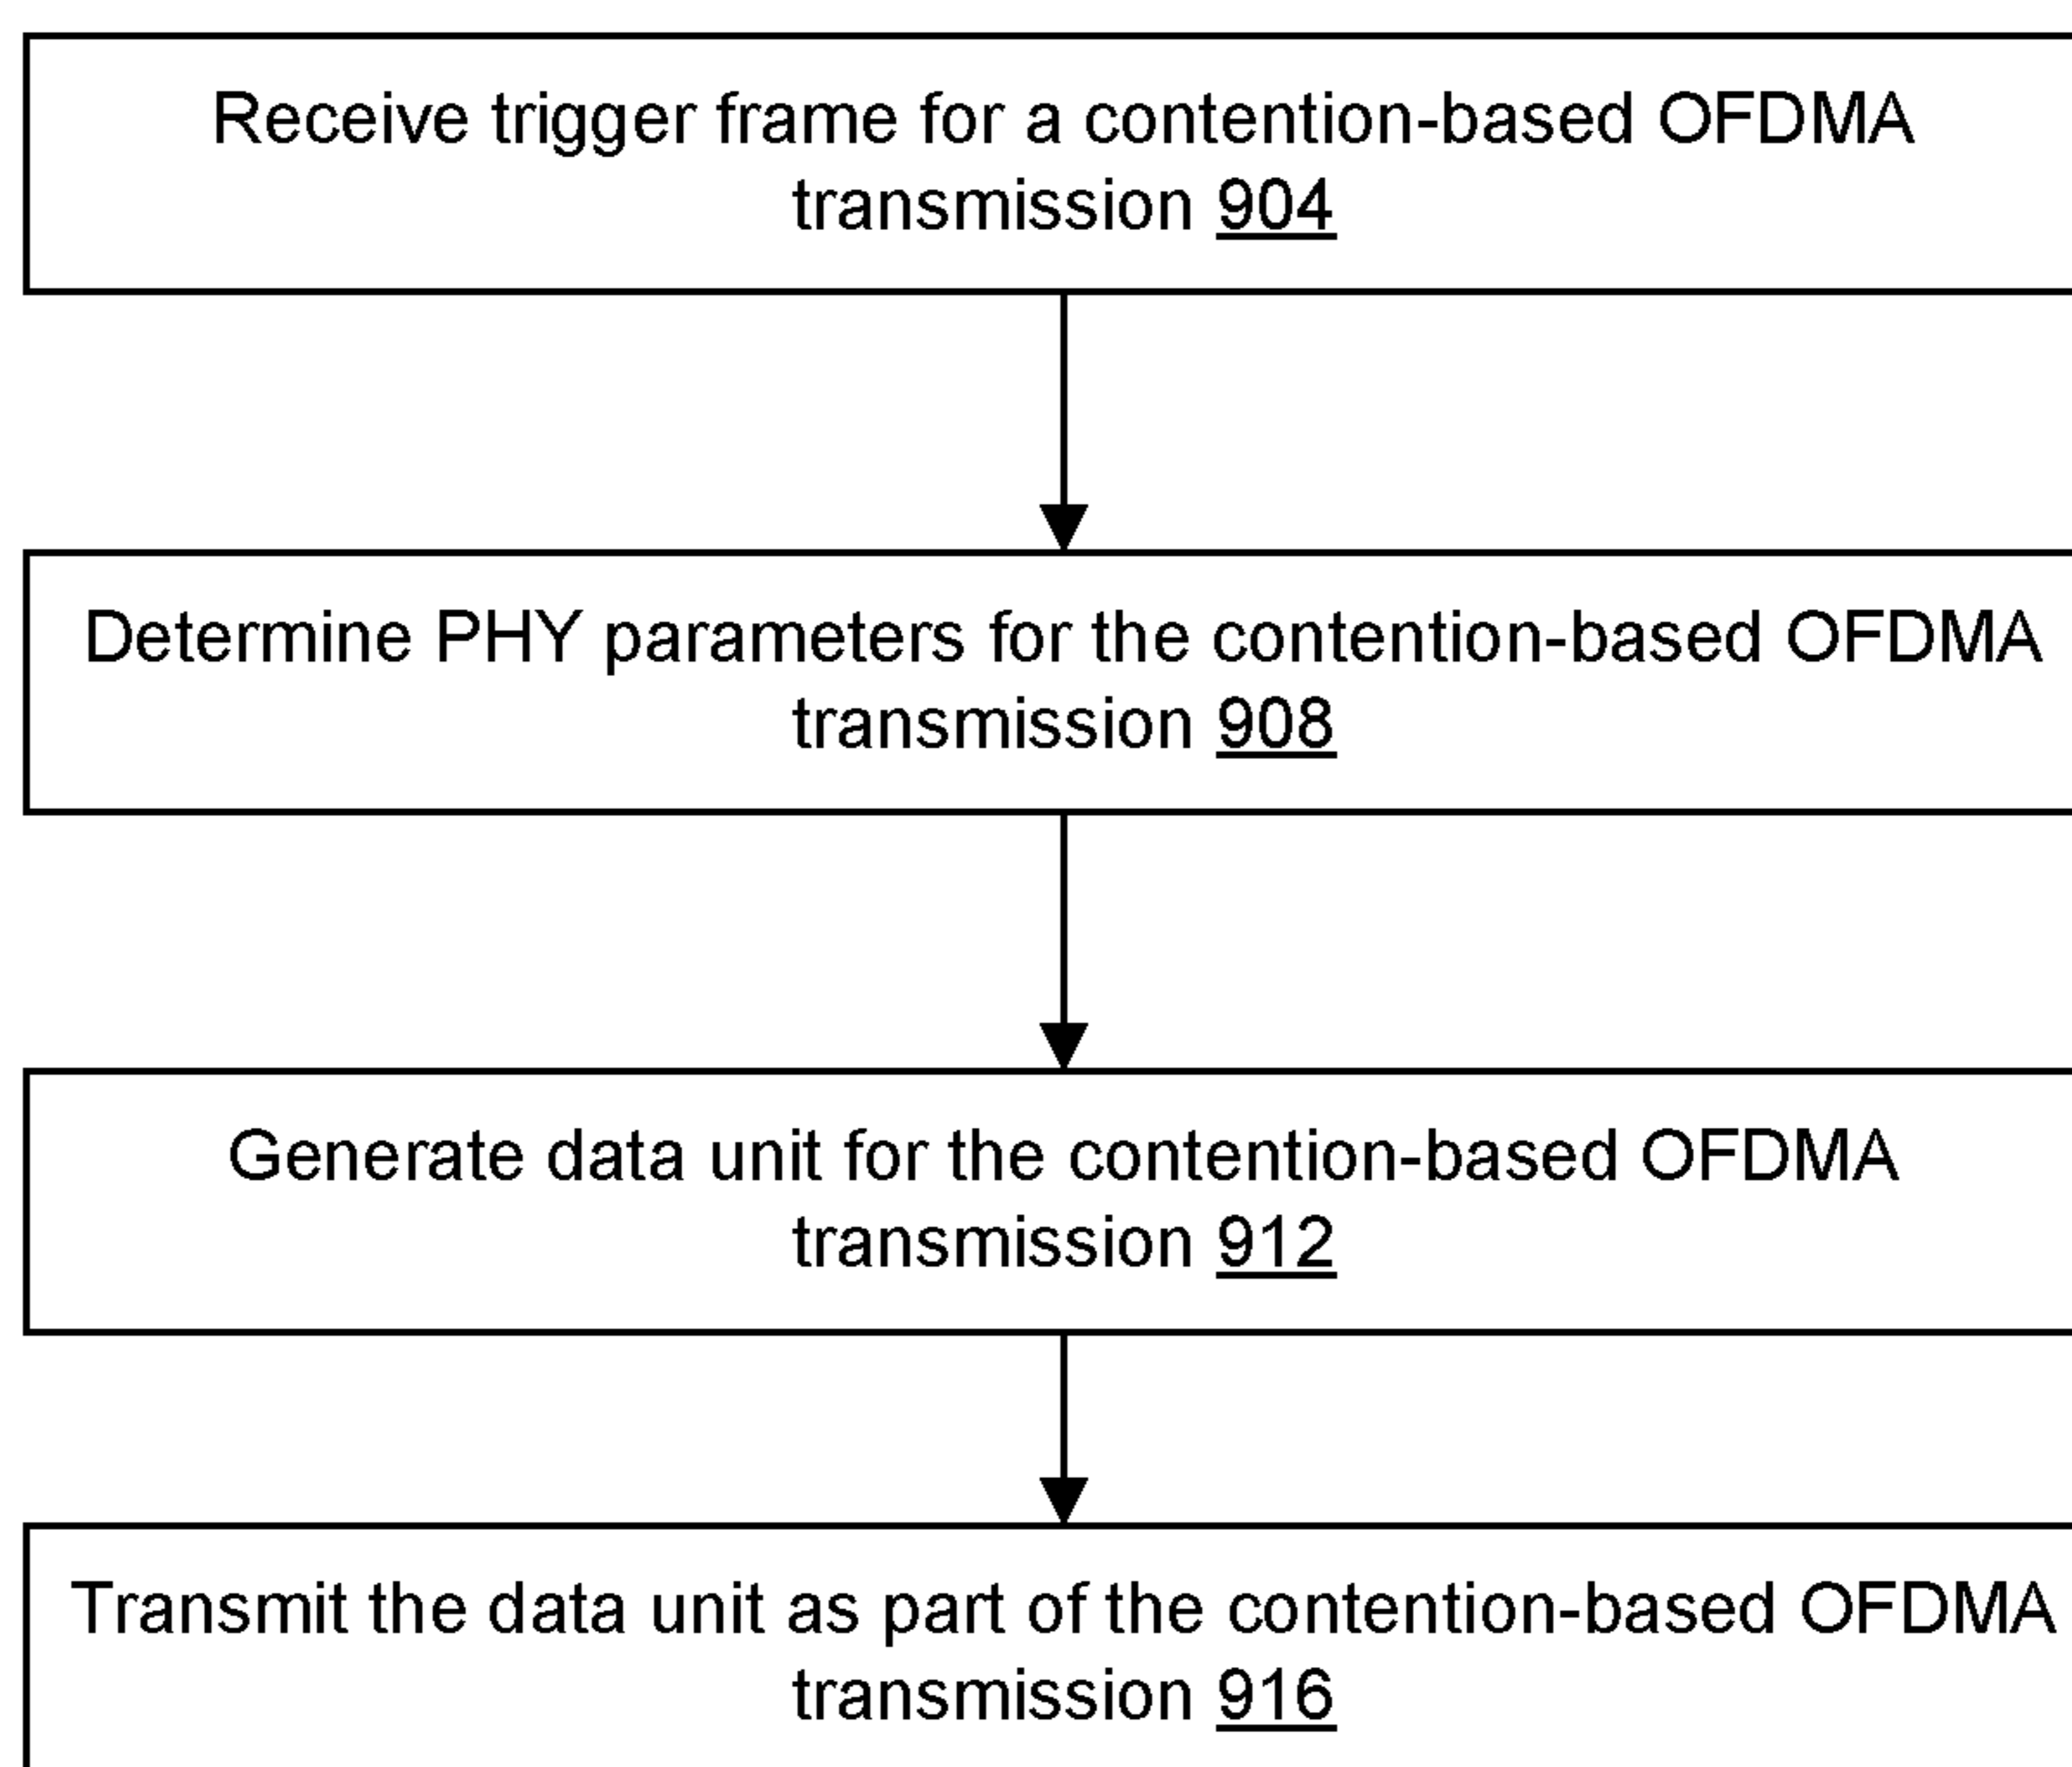 Receive trigger frame for a contention-based OFDMA
transmission 904
Determine PHY parameters for the contention-based OFDMA
transmission 908
Generate data unit for the contention-based OFDMA
transmission 912
Transmit the data unit as part of the contention-based OFDMA
transmission 916